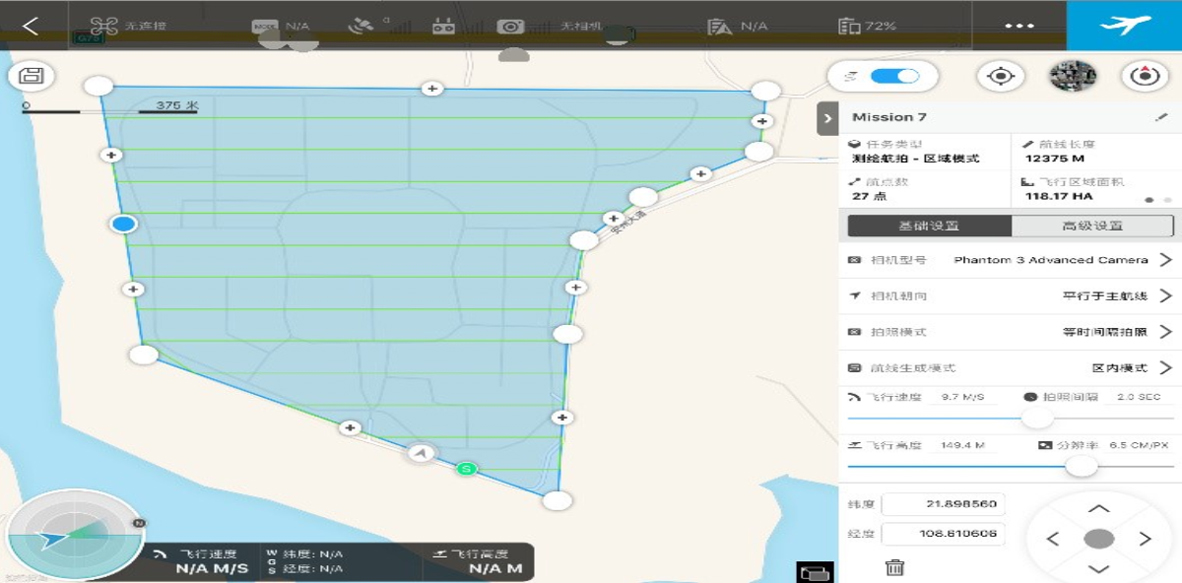 无连接 MODE N/A 无相机 N/A 72%
G75
0 375 米
Mission 7
任务类型 航线长度
测绘航拍 - 区域模式 12375 M
航点数 飞行区域面积
27 点 118.17 HA
基础设置 高级设置
相机型号 Phantom 3 Advanced Camera
相机朝向 平行于主航线
拍照模式 等时间隔拍照
航线生成模式 区内模式
飞行速度 9.7 M/S 拍照间隔 2.0 SEC
飞行高度 149.4 M 分辨率 6.5 CM/PX
纬度 21.898560
经度 108.610606
S
N
飞行速度 WGS 纬度: N/A 飞行高度
N/A M/S 经度: N/A N/A M